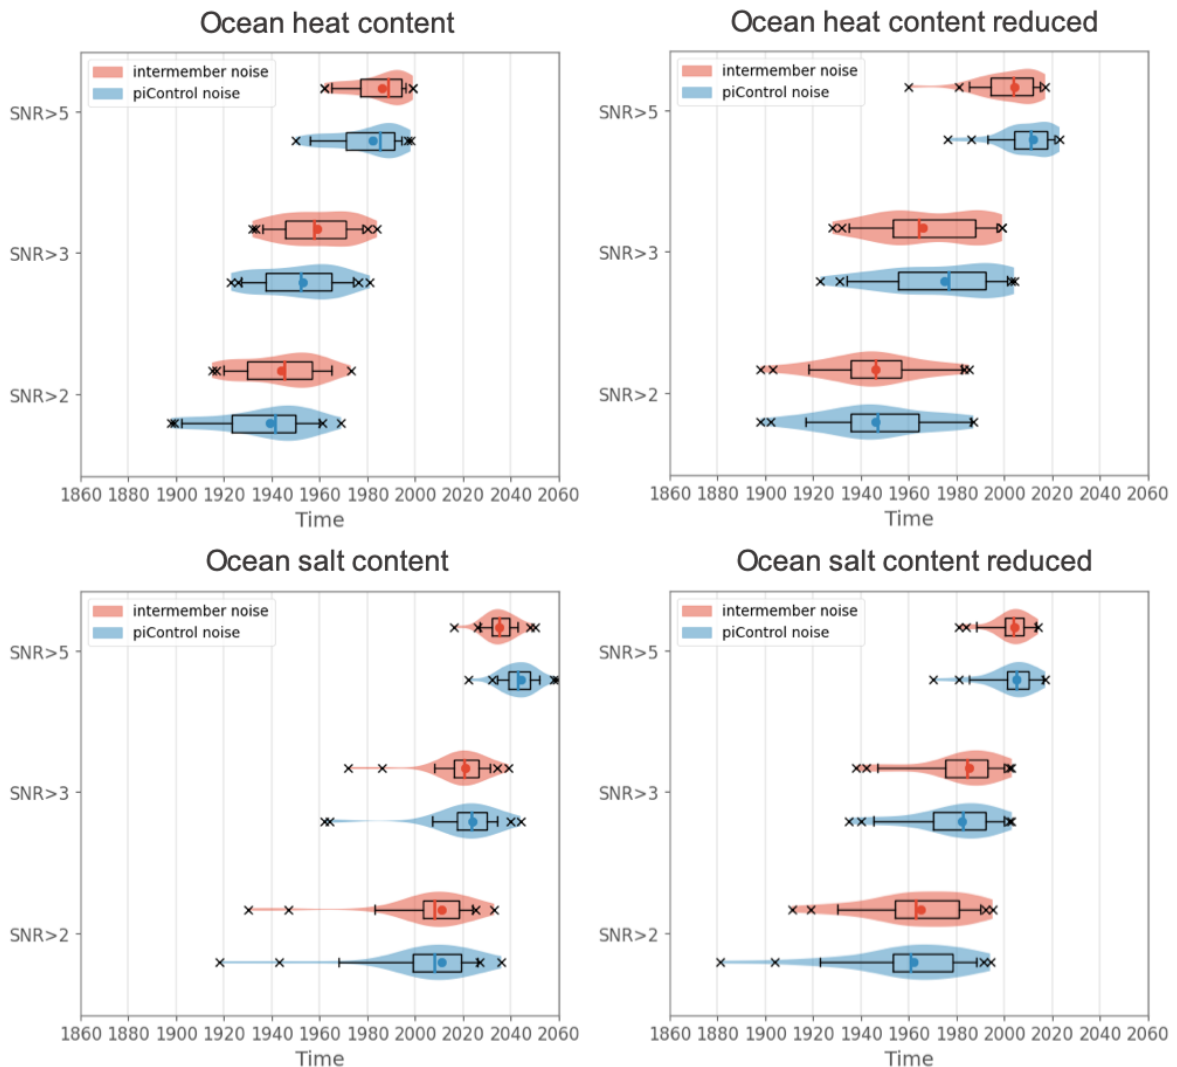 Ocean heat content
intermember noise
piControl noise
SNR>5
SNR>3
SNR>2
1860 1880 1900 1920 1940 1960 1980 2000 2020 2040 2060
Time
Ocean heat content reduced
intermember noise
piControl noise
SNR>5
SNR>3
SNR>2
1860 1880 1900 1920 1940 1960 1980 2000 2020 2040 2060
Time
Ocean salt content
intermember noise
piControl noise
SNR>5
SNR>3
SNR>2
1860 1880 1900 1920 1940 1960 1980 2000 2020 2040 2060
Time
Ocean salt content reduced
intermember noise
piControl noise
SNR>5
SNR>3
SNR>2
1860 1880 1900 1920 1940 1960 1980 2000 2020 2040 2060
Time